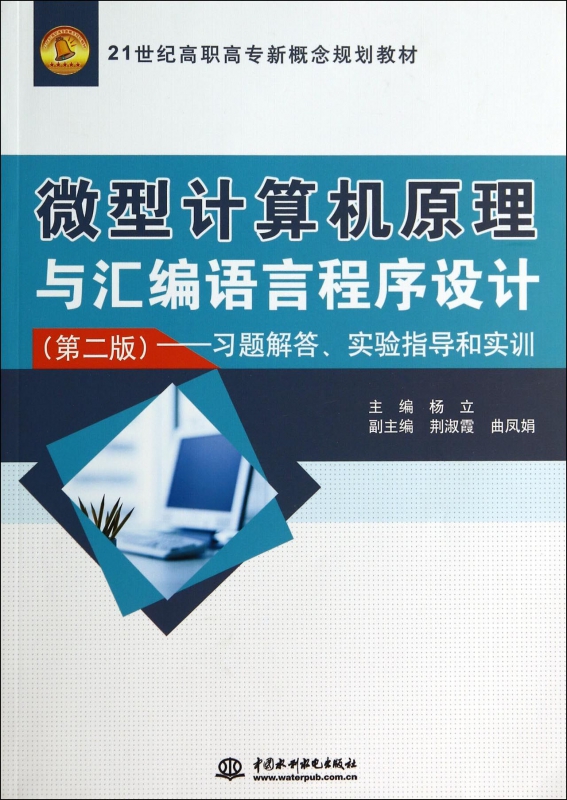 21世纪高职高专新概念规划教材
微型计算机原理
与汇编语言程序设计
(第二版)——习题解答、实验指导和实训
主 编 杨 立
副主编 荆淑霞 曲凤娟
中国水利水电出版社
www.waterpub.com.cn